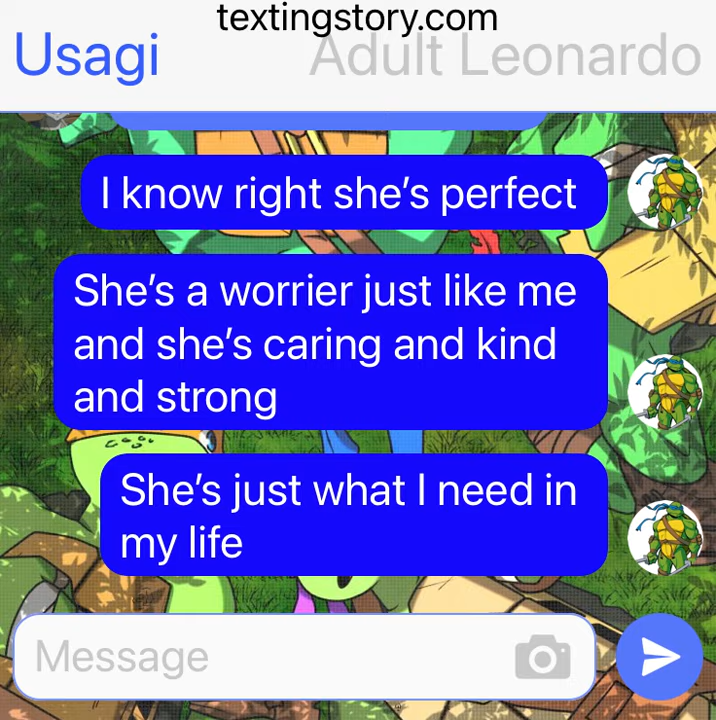 textingstory.com
Usagi
Adult Leonardo
I know right she's perfect
She's a worrier just like me
and she's caring and kind
and strong
She's just what I need in
my life
Message